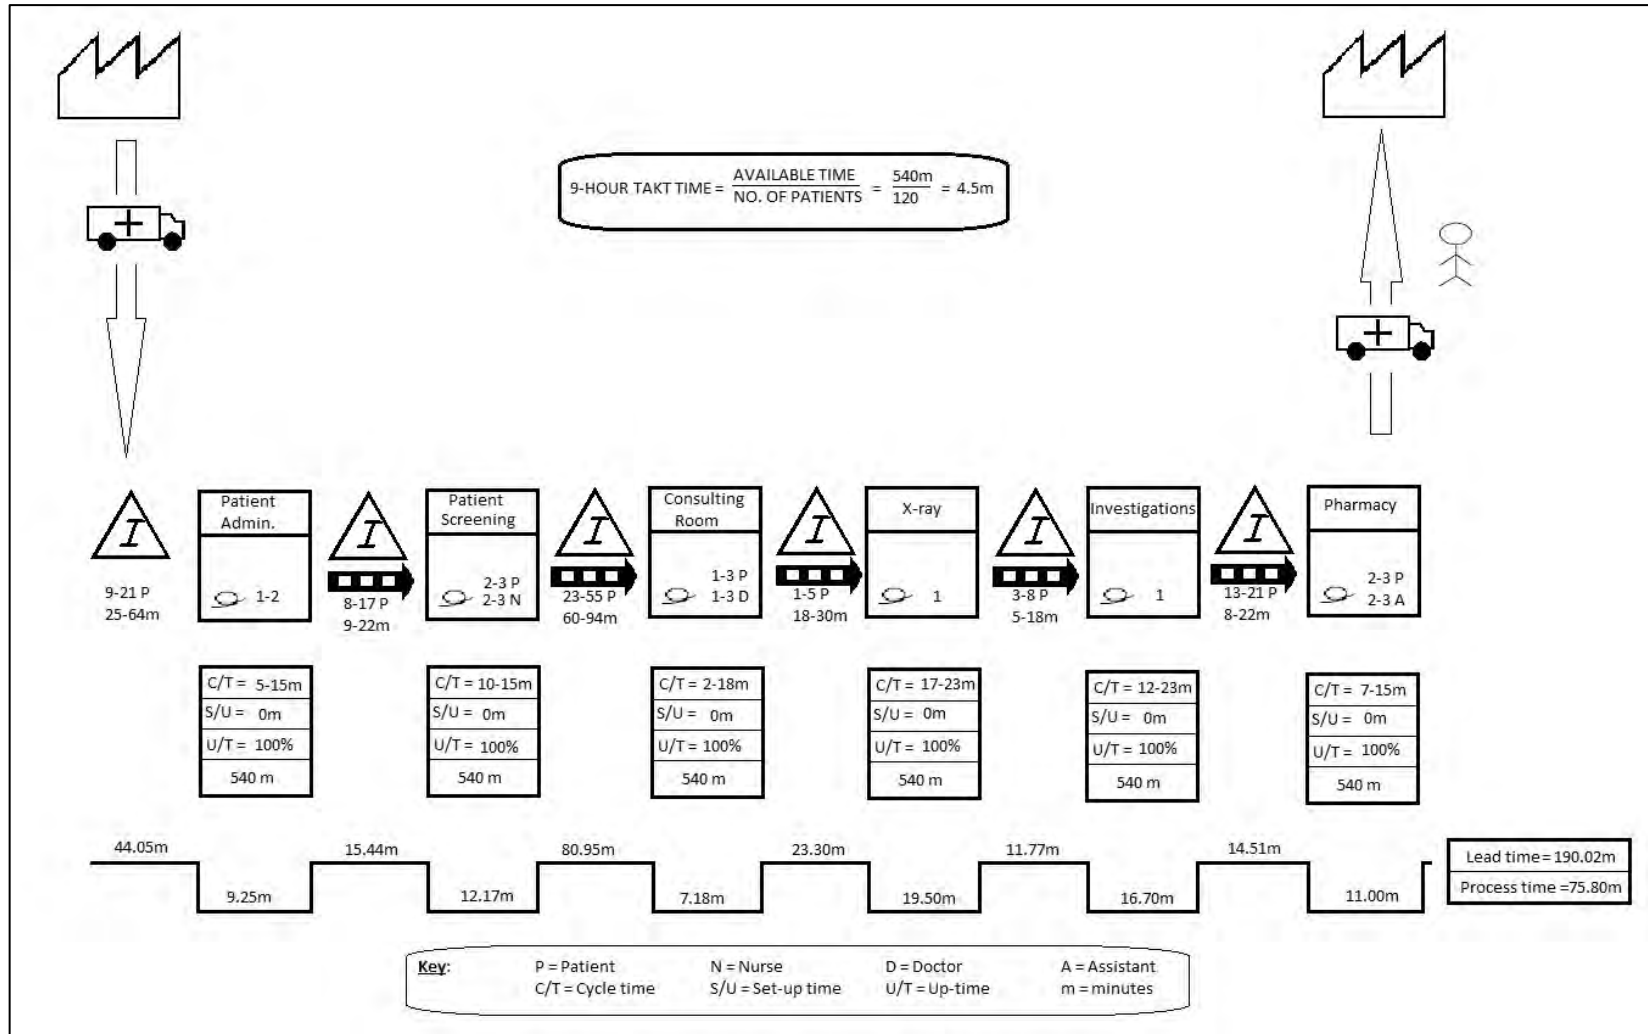 9-HOUR TAKT TIME = AVAILABLE TIME / NO. OF PATIENTS = 540m / 120 = 4.5m
I
9-21 P
25-64m
Patient
Admin.
1-2
I
8-17 P
9-22m
Patient
Screening
2-3 P
2-3 N
I
23-55 P
60-94m
Consulting
Room
1-3 P
1-3 D
I
1-5 P
18-30m
X-ray
1
I
3-8 P
5-18m
Investigations
1
I
13-21 P
8-22m
Pharmacy
2-3 P
2-3 A
C/T = 5-15m
S/U = 0m
U/T = 100%
540 m
C/T = 10-15m
S/U = 0m
U/T = 100%
540 m
C/T = 2-18m
S/U = 0m
U/T = 100%
540 m
C/T = 17-23m
S/U = 0m
U/T = 100%
540 m
C/T = 12-23m
S/U = 0m
U/T = 100%
540 m
C/T = 7-15m
S/U = 0m
U/T = 100%
540 m
44.05m
9.25m
15.44m
12.17m
80.95m
7.18m
23.30m
19.50m
11.77m
16.70m
14.51m
11.00m
Lead time = 190.02m
Process time =75.80m
Key: P = Patient N = Nurse D = Doctor A = Assistant
C/T = Cycle time S/U = Set-up time U/T = Up-time m = minutes